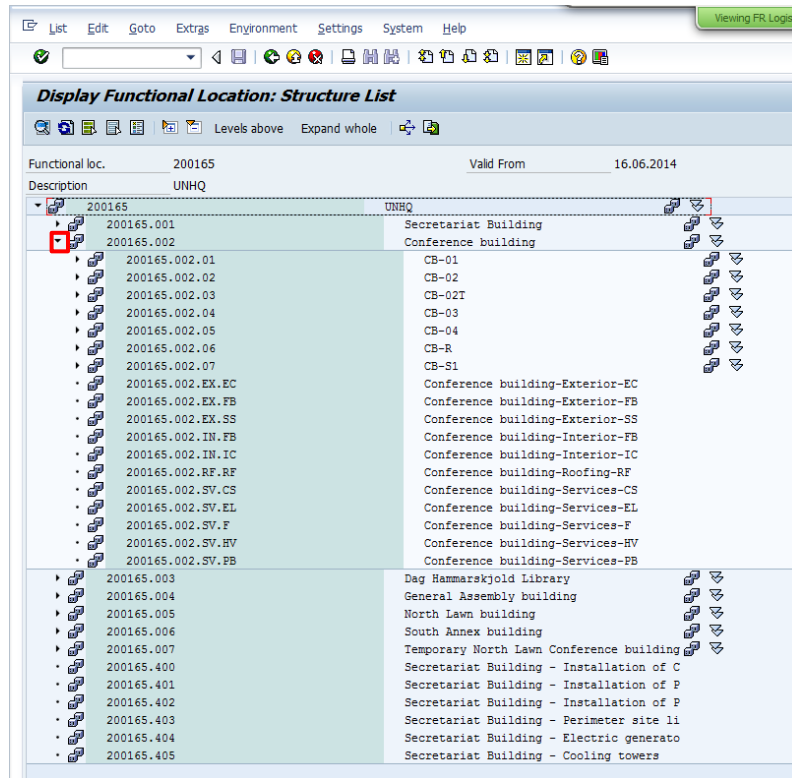 Viewing FR Logis
List Edit Goto Extras Environment Settings System Help
Display Functional Location: Structure List
Levels above Expand whole
Functional loc. 200165 Valid From 16.06.2014
Description UNHQ
200165 UNHQ
200165.001 Secretariat Building
200165.002 Conference building
200165.002.01 CB-01
200165.002.02 CB-02
200165.002.03 CB-02T
200165.002.04 CB-03
200165.002.05 CB-04
200165.002.06 CB-R
200165.002.07 CB-S1
200165.002.EX.EC Conference building-Exterior-EC
200165.002.EX.FB Conference building-Exterior-FB
200165.002.EX.SS Conference building-Exterior-SS
200165.002.IN.FB Conference building-Interior-FB
200165.002.IN.IC Conference building-Interior-IC
200165.002.RF.RF Conference building-Roofing-RF
200165.002.SV.CS Conference building-Services-CS
200165.002.SV.EL Conference building-Services-EL
200165.002.SV.F Conference building-Services-F
200165.002.SV.HV Conference building-Services-HV
200165.002.SV.PB Conference building-Services-PB
200165.003 Dag Hammarskjold Library
200165.004 General Assembly building
200165.005 North Lawn building
200165.006 South Annex building
200165.007 Temporary North Lawn Conference building
200165.400 Secretariat Building - Installation of C
200165.401 Secretariat Building - Installation of P
200165.402 Secretariat Building - Installation of P
200165.403 Secretariat Building - Perimeter site li
200165.404 Secretariat Building - Electric generato
200165.405 Secretariat Building - Cooling towers